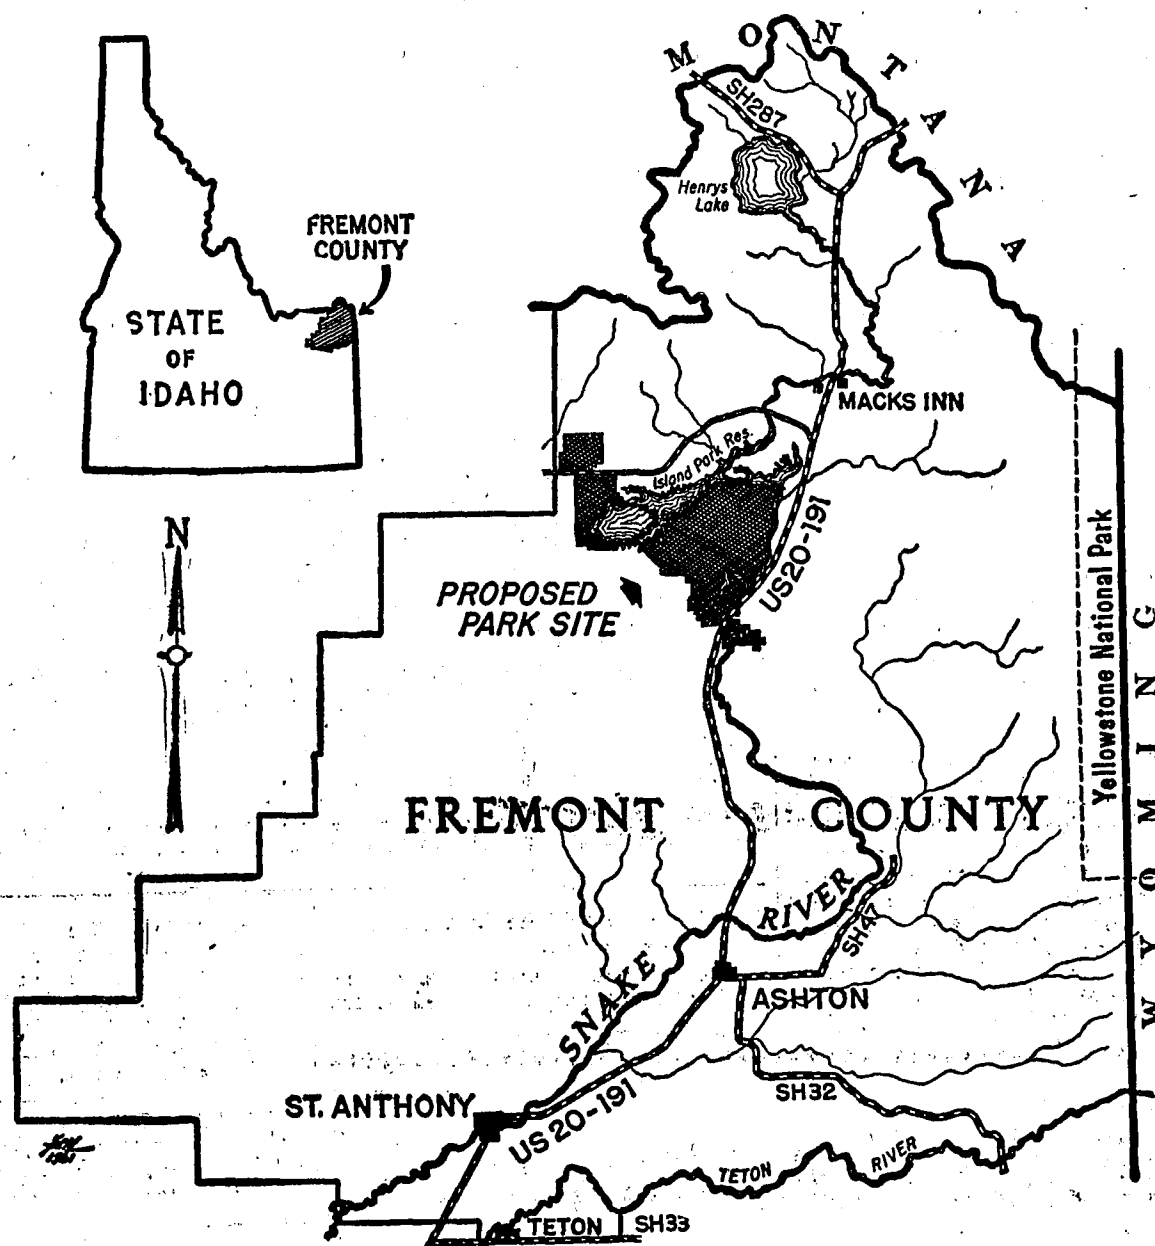 MONTANA
SH287
Henrys
Lake
FREMONT
COUNTY
STATE
OF
IDAHO
MACKS INN
Island Park Res.
US20-191
N
PROPOSED
PARK SITE
Yellowstone National Park
WYOMING
FREMONT COUNTY
SNAKE RIVER
SH47
ASHTON
ST. ANTHONY
US20-191
SH32
TETON RIVER
TETON
SH33
1961